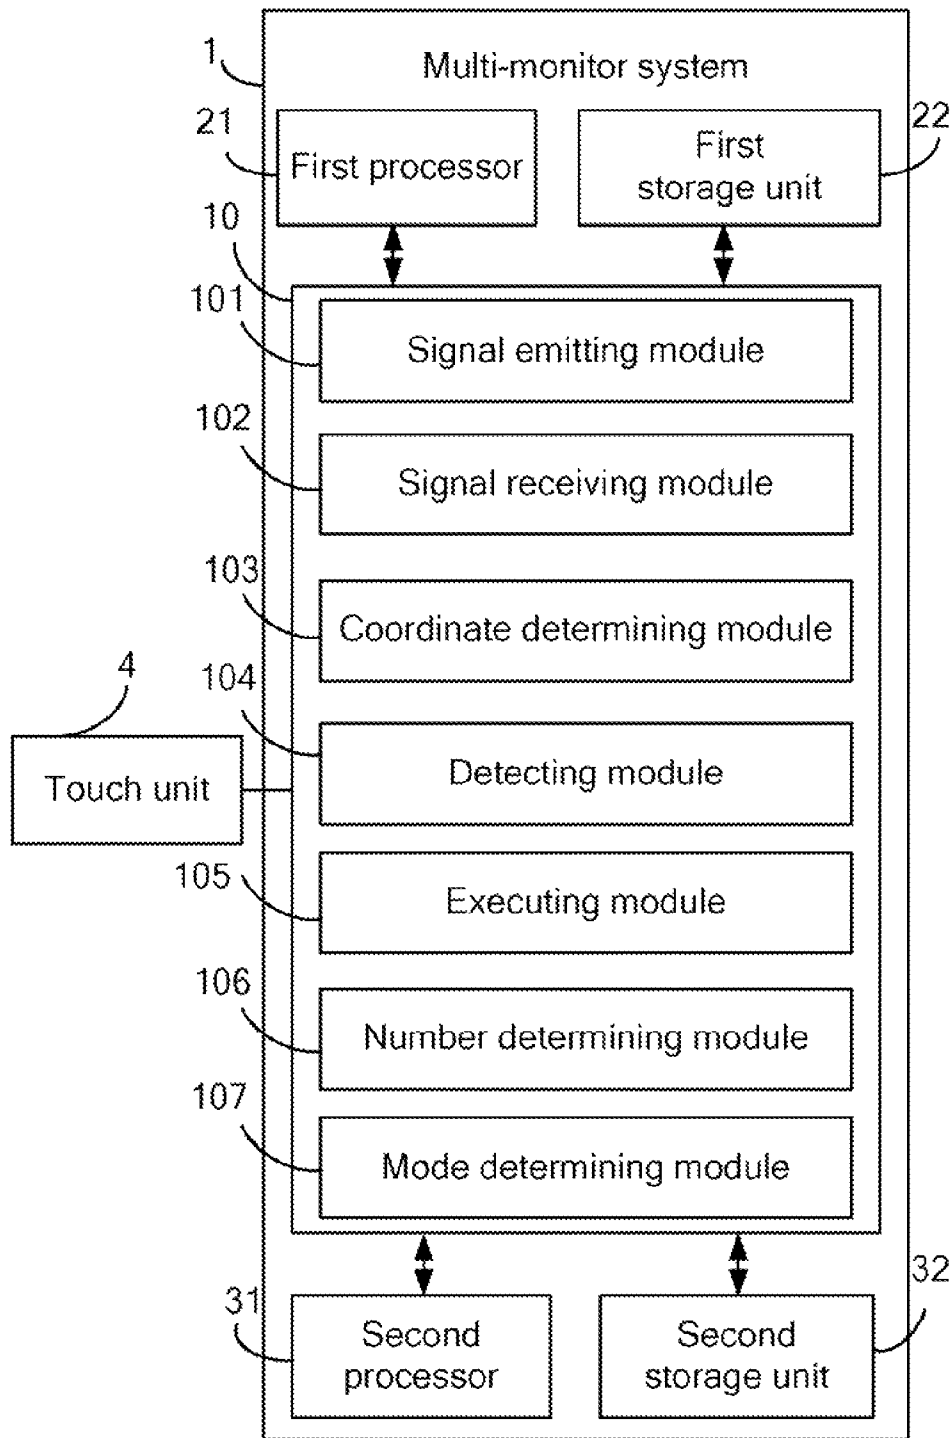 1
Multi-monitor system
21
First processor
22
First
storage unit
10
101
Signal emitting module
102
Signal receiving module
103
Coordinate determining module
104
Detecting module
4
Touch unit
105
Executing module
106
Number determining module
107
Mode determining module
31
Second
processor
32
Second
storage unit